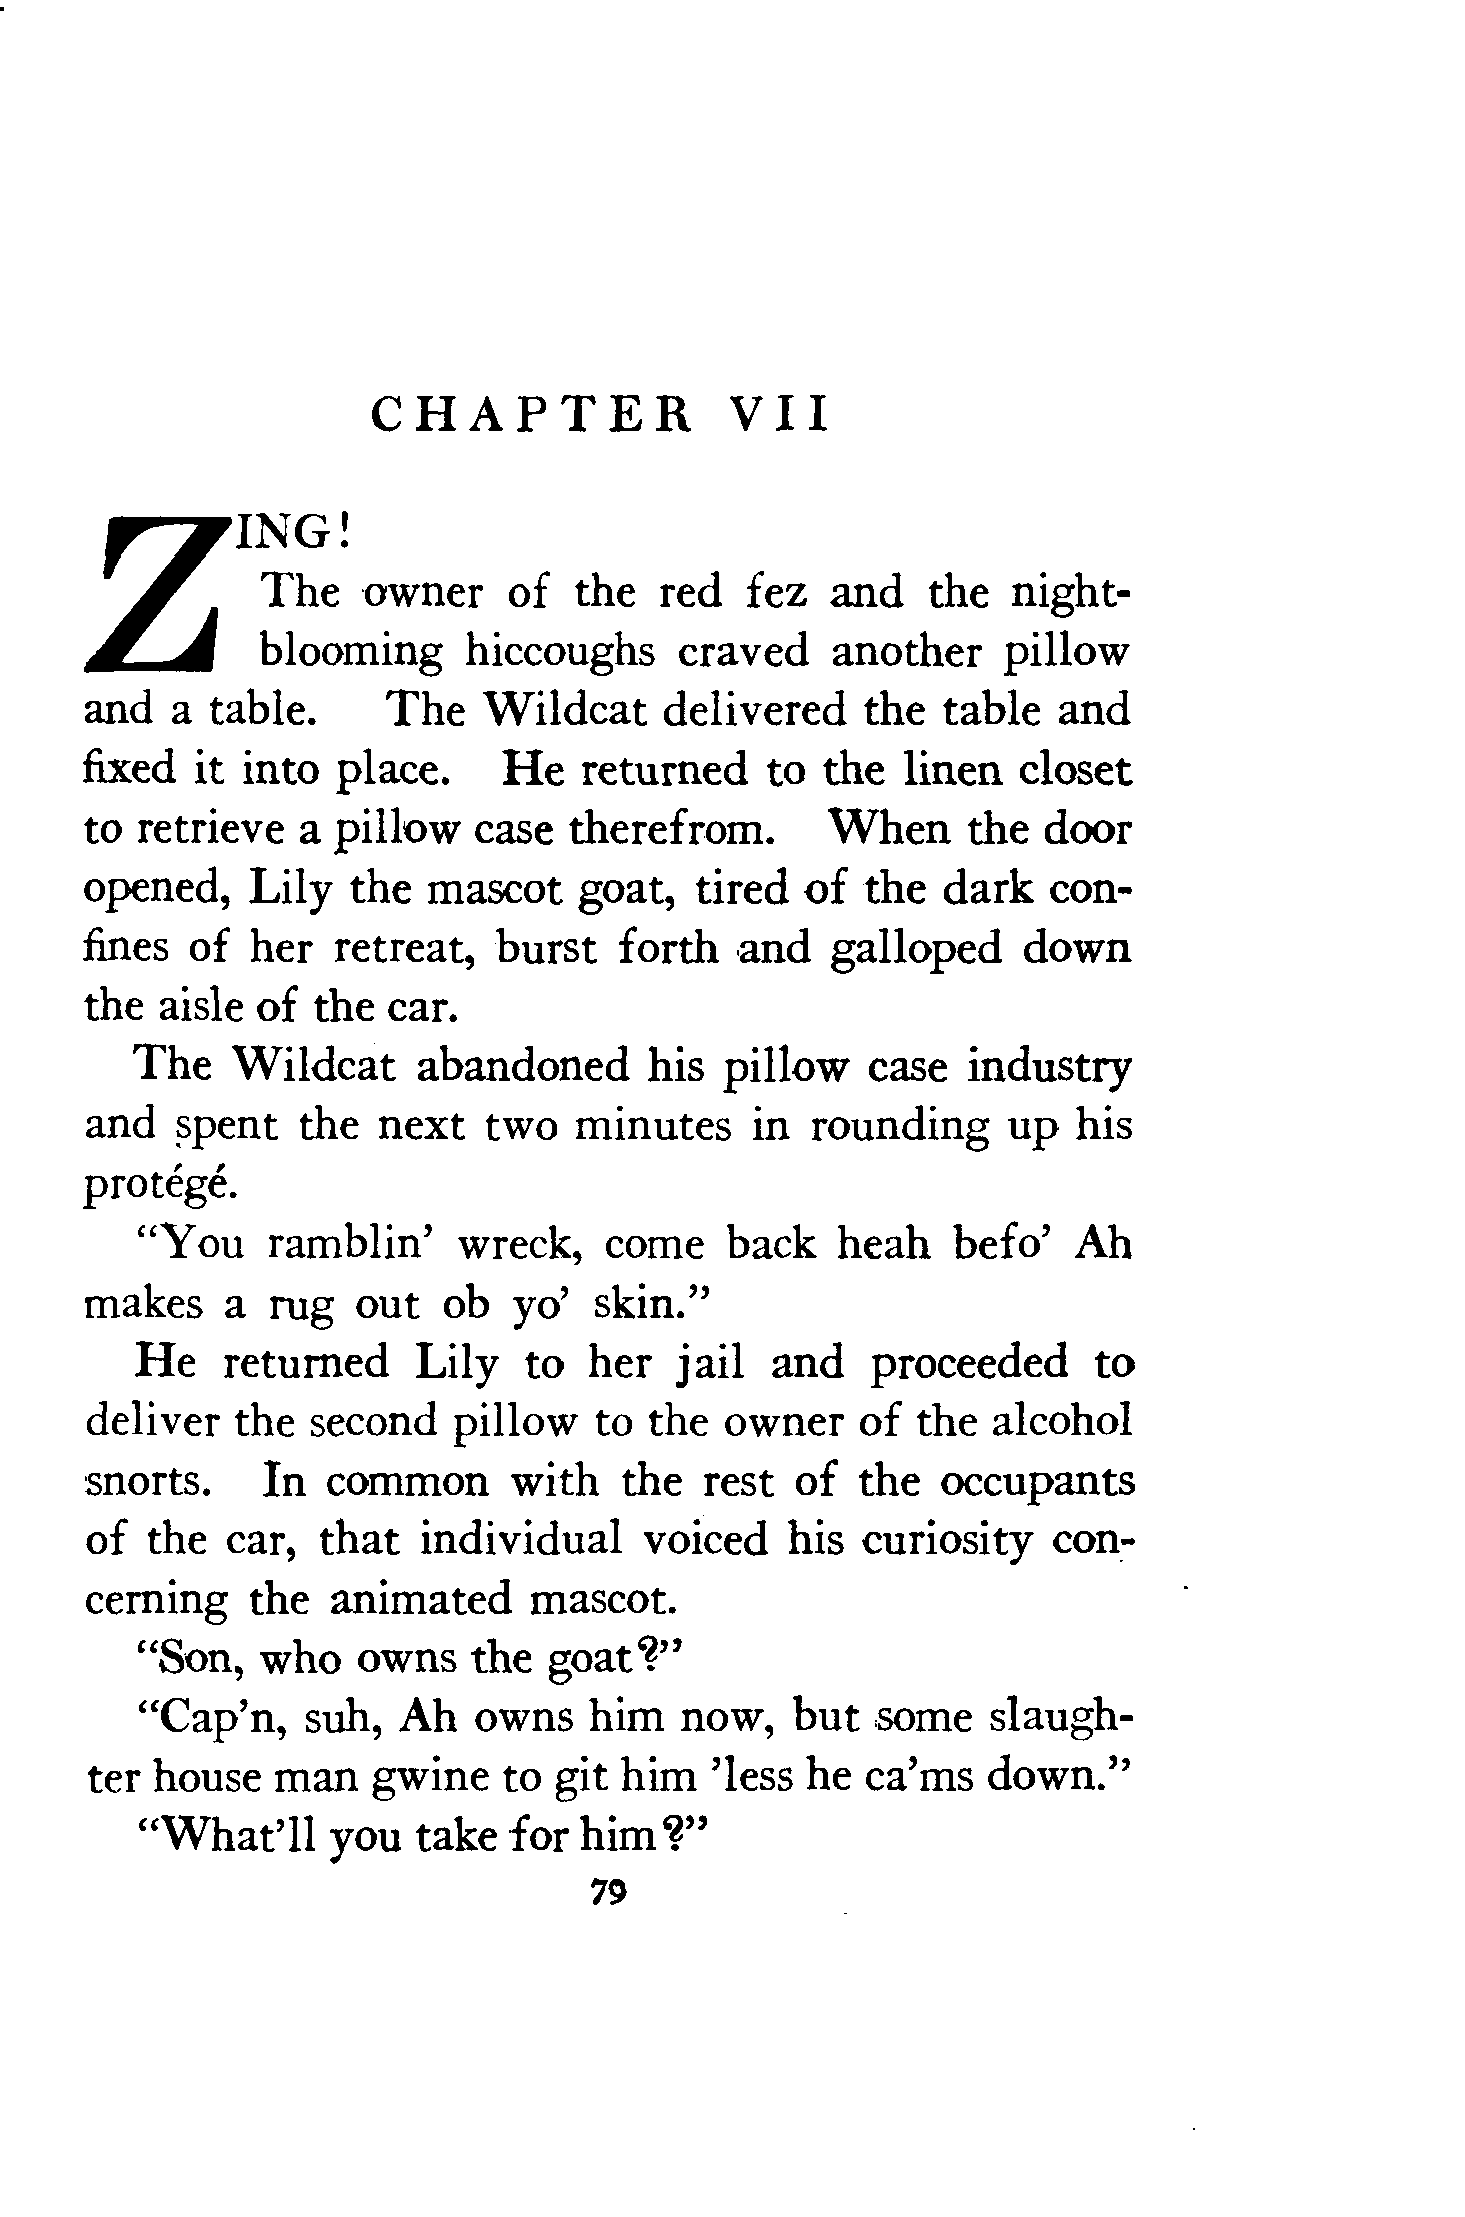 CHAPTER VII
ZING!
The owner of the red fez and the night-
blooming hiccoughs craved another pillow
and a table. The Wildcat delivered the table and
fixed it into place. He returned to the linen closet
to retrieve a pillow case therefrom. When the door
opened, Lily the mascot goat, tired of the dark con-
fines of her retreat, burst forth and galloped down
the aisle of the car.
The Wildcat abandoned his pillow case industry
and spent the next two minutes in rounding up his
protégé.
“You ramblin’ wreck, come back heah befo’ Ah
makes a rug out ob yo’ skin.”
He returned Lily to her jail and proceeded to
deliver the second pillow to the owner of the alcohol
snorts. In common with the rest of the occupants
of the car, that individual voiced his curiosity con-
cerning the animated mascot.
“Son, who owns the goat?”
“Cap’n, suh, Ah owns him now, but some slaugh-
ter house man gwine to git him ’less he ca’ms down.”
“What’ll you take for him?”
79